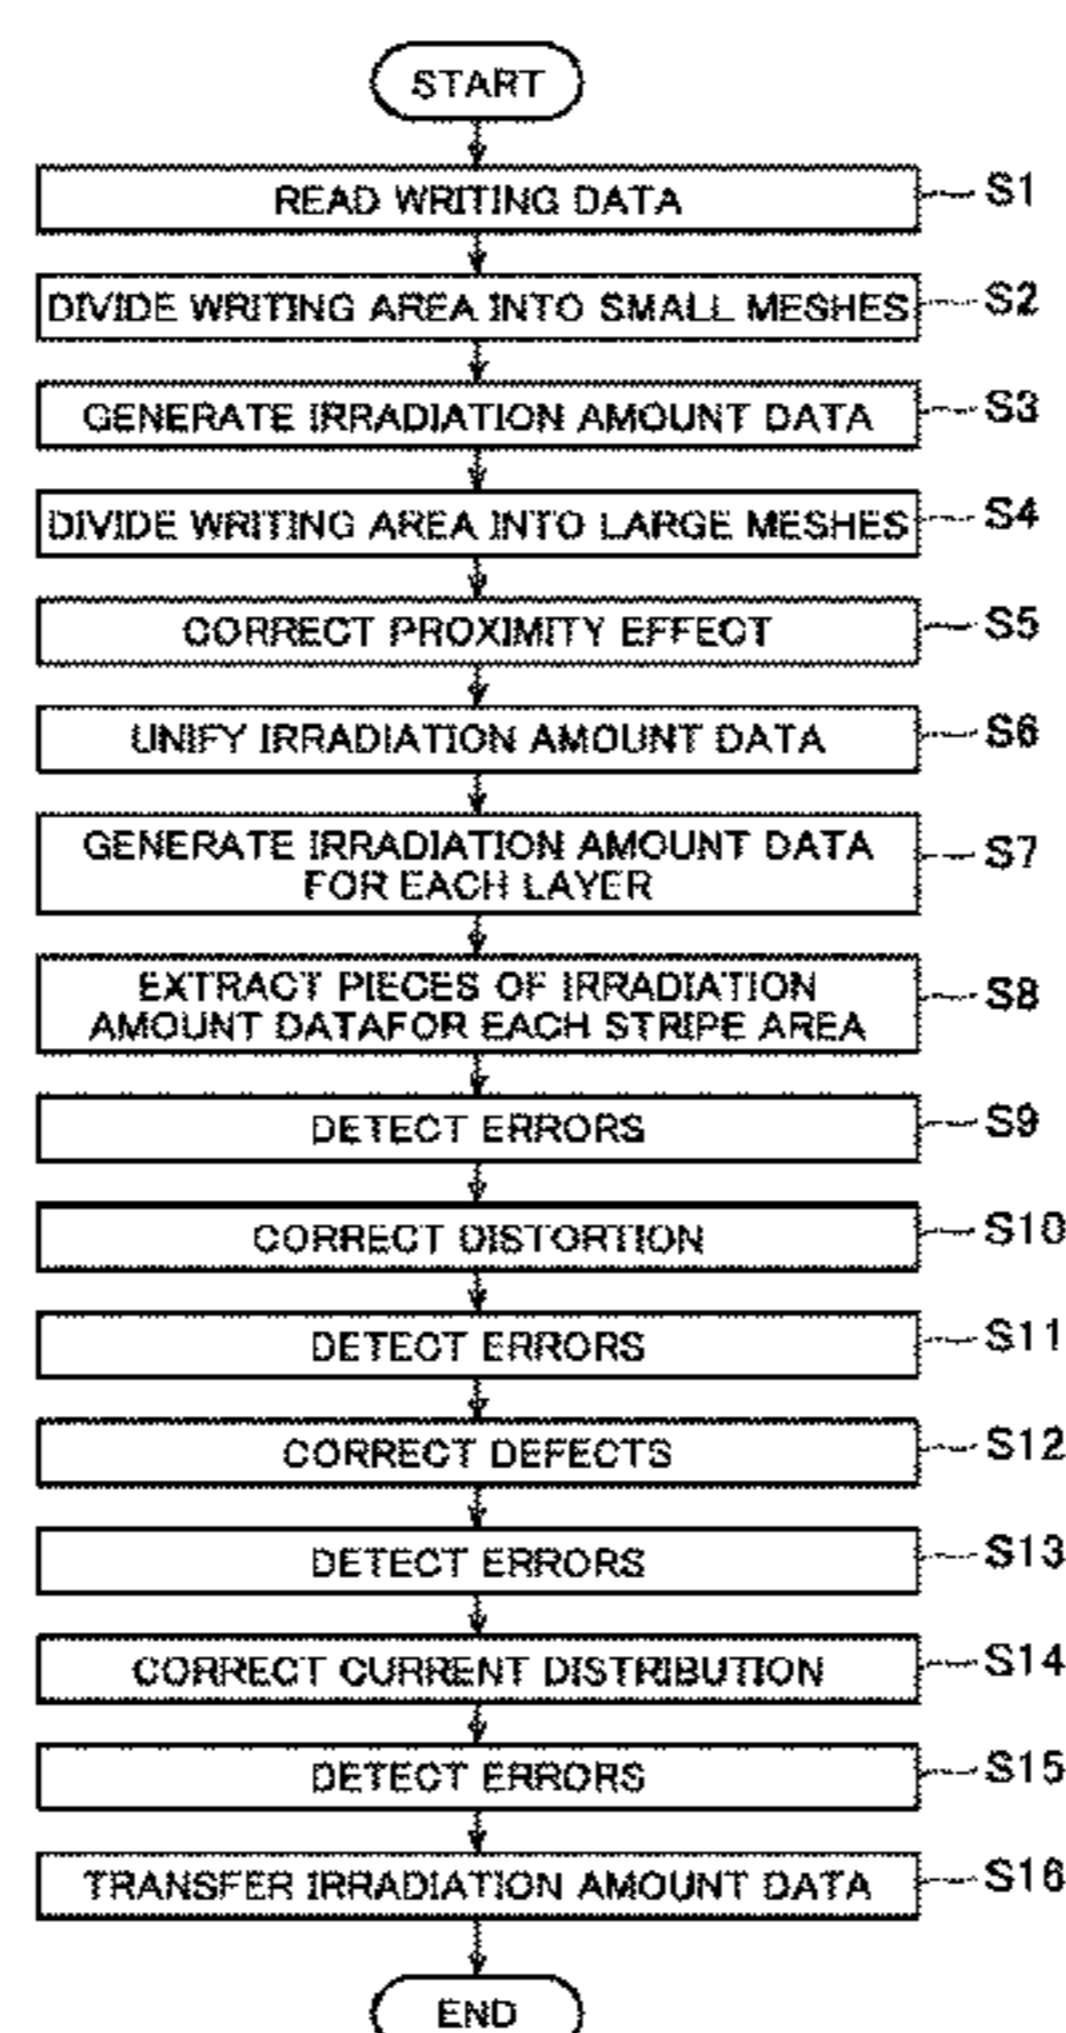 START
READ WRITING DATA
S1
DIVIDE WRITING AREA INTO SMALL MESHES
S2
GENERATE IRRADIATION AMOUNT DATA
S3
DIVIDE WRITING AREA INTO LARGE MESHES
S4
CORRECT PROXIMITY EFFECT
S5
UNIFY IRRADIATION AMOUNT DATA
S6
GENERATE IRRADIATION AMOUNT DATA
FOR EACH LAYER
S7
EXTRACT PIECES OF IRRADIATION
AMOUNT DATAFOR EACH STRIPE AREA
S8
DETECT ERRORS
S9
CORRECT DISTORTION
S10
DETECT ERRORS
S11
CORRECT DEFECTS
S12
DETECT ERRORS
S13
CORRECT CURRENT DISTRIBUTION
S14
DETECT ERRORS
S15
TRANSFER IRRADIATION AMOUNT DATA
S16
END